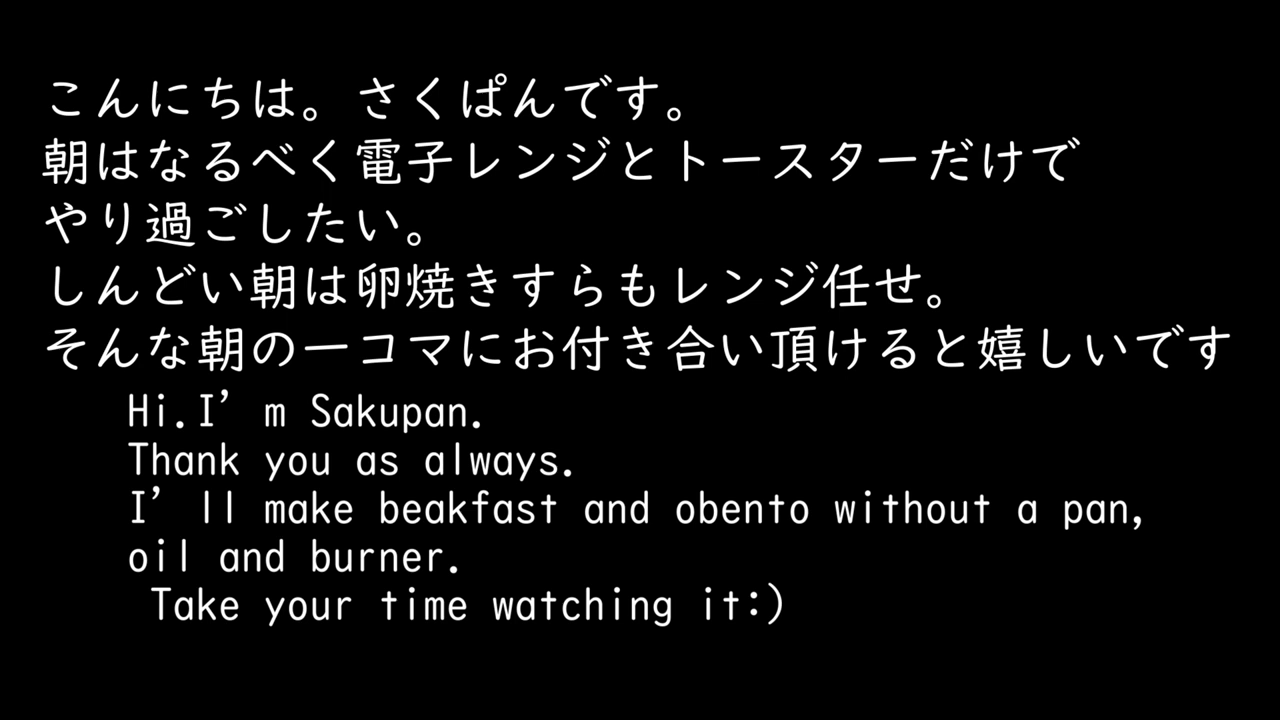 こんにちは。さくぱんです。
朝はなるべく電子レンジとトースターだけで
やり過ごしたい。
しんどい朝は卵焼きすらもレンジ任せ。
そんな朝の一コマにお付き合い頂けると嬉しいです
Hi.I’m Sakupan.
Thank you as always.
I’ll make beakfast and obento without a pan,
oil and burner.
Take your time watching it:)